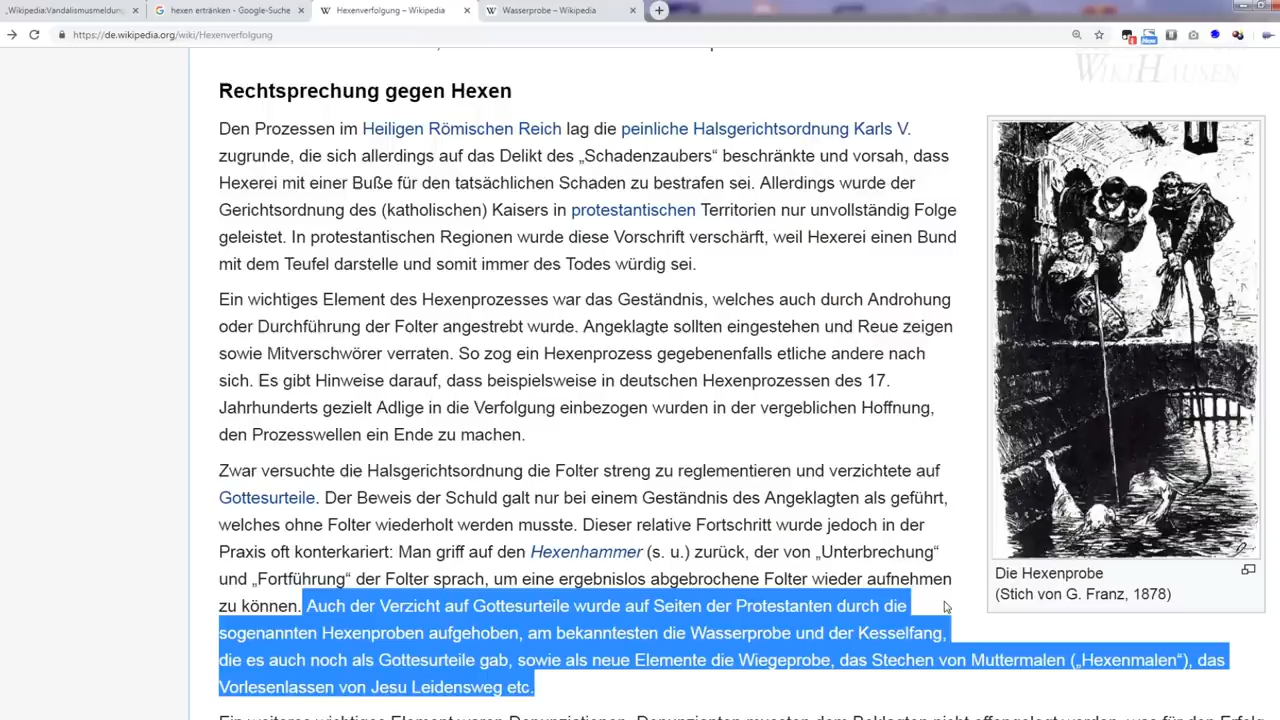 „Wikipedia:Vandalismusmeldung
hexen ertränken - Google-Suche
Hexenverfolgung – Wikipedia
Wasserprobe – Wikipedia
https://de.wikipedia.org/wiki/Hexenverfolgung
WIKIHAUSEN
Rechtsprechung gegen Hexen
Den Prozessen im Heiligen Römischen Reich lag die peinliche Halsgerichtsordnung Karls V.
zugrunde, die sich allerdings auf das Delikt des „Schadenzaubers“ beschränkte und vorsah, dass
Hexerei mit einer Buße für den tatsächlichen Schaden zu bestrafen sei. Allerdings wurde der
Gerichtsordnung des (katholischen) Kaisers in protestantischen Territorien nur unvollständig Folge
geleistet. In protestantischen Regionen wurde diese Vorschrift verschärft, weil Hexerei einen Bund
mit dem Teufel darstelle und somit immer des Todes würdig sei.
Ein wichtiges Element des Hexenprozesses war das Geständnis, welches auch durch Androhung
oder Durchführung der Folter angestrebt wurde. Angeklagte sollten eingestehen und Reue zeigen
sowie Mitverschwörer verraten. So zog ein Hexenprozess gegebenenfalls etliche andere nach
sich. Es gibt Hinweise darauf, dass beispielsweise in deutschen Hexenprozessen des 17.
Jahrhunderts gezielt Adlige in die Verfolgung einbezogen wurden in der vergeblichen Hoffnung,
den Prozesswellen ein Ende zu machen.
Zwar versuchte die Halsgerichtsordnung die Folter streng zu reglementieren und verzichtete auf
Gottesurteile. Der Beweis der Schuld galt nur bei einem Geständnis des Angeklagten als geführt,
welches ohne Folter wiederholt werden musste. Dieser relative Fortschritt wurde jedoch in der
Praxis oft konterkariert: Man griff auf den Hexenhammer (s. u.) zurück, der von „Unterbrechung“
und „Fortführung“ der Folter sprach, um eine ergebnislos abgebrochene Folter wieder aufnehmen
zu können. Auch der Verzicht auf Gottesurteile wurde auf Seiten der Protestanten durch die
sogenannten Hexenproben aufgehoben, am bekanntesten die Wasserprobe und der Kesselfang,
die es auch noch als Gottesurteile gab, sowie als neue Elemente die Wiegeprobe, das Stechen von Muttermalen („Hexenmalen“), das
Vorlesenlassen von Jesu Leidensweg etc.
Die Hexenprobe
(Stich von G. Franz, 1878)